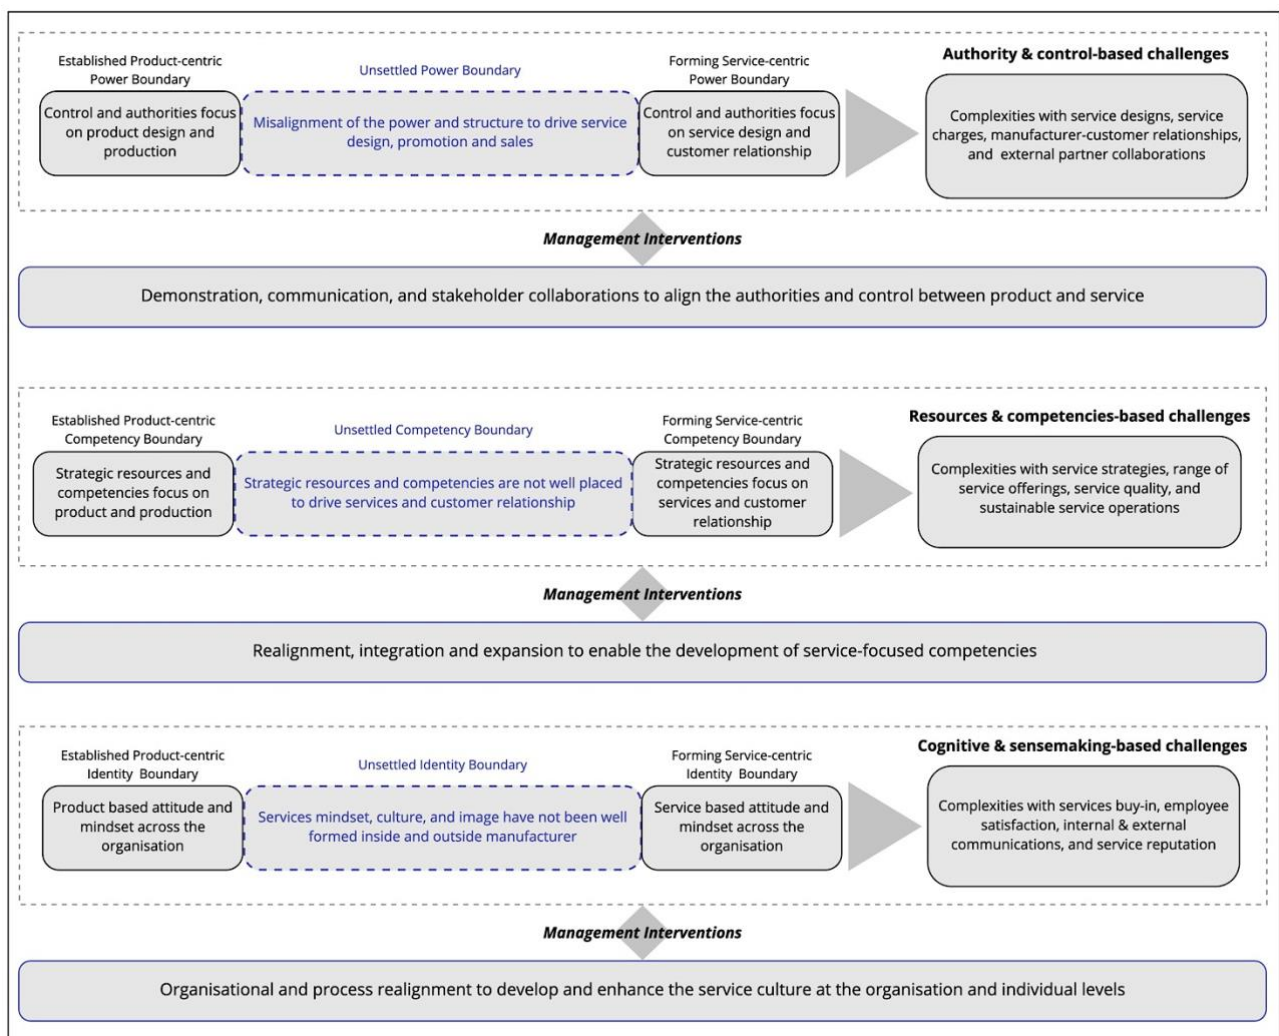 Established Product-centric
Power Boundary
Control and authorities focus
on product design and
production
Unsettled Power Boundary
Misalignment of the power and structure to drive service
design, promotion and sales
Forming Service-centric
Power Boundary
Control and authorities focus
on service design and
customer relationship
Authority & control-based challenges
Complexities with service designs, service
charges, manufacturer-customer relationships,
and external partner collaborations
Management Interventions
Demonstration, communication, and stakeholder collaborations to align the authorities and control between product and service
Established Product-centric
Competency Boundary
Strategic resources and
competencies focus on
product and production
Unsettled Competency Boundary
Strategic resources and competencies are not well placed
to drive services and customer relationship
Forming Service-centric
Competency Boundary
Strategic resources and
competencies focus on
services and customer
relationship
Resources & competencies-based challenges
Complexities with service strategies, range of
service offerings, service quality, and
sustainable service operations
Management Interventions
Realignment, integration and expansion to enable the development of service-focused competencies
Established Product-centric
Identity Boundary
Product based attitude and
mindset across the
organisation
Unsettled Identity Boundary
Services mindset, culture, and image have not been well
formed inside and outside manufacturer
Forming Service-centric
Identity Boundary
Service based attitude and
mindset across the
organisation
Cognitive & sensemaking-based challenges
Complexities with services buy-in, employee
satisfaction, internal & external
communications, and service reputation
Management Interventions
Organisational and process realignment to develop and enhance the service culture at the organisation and individual levels